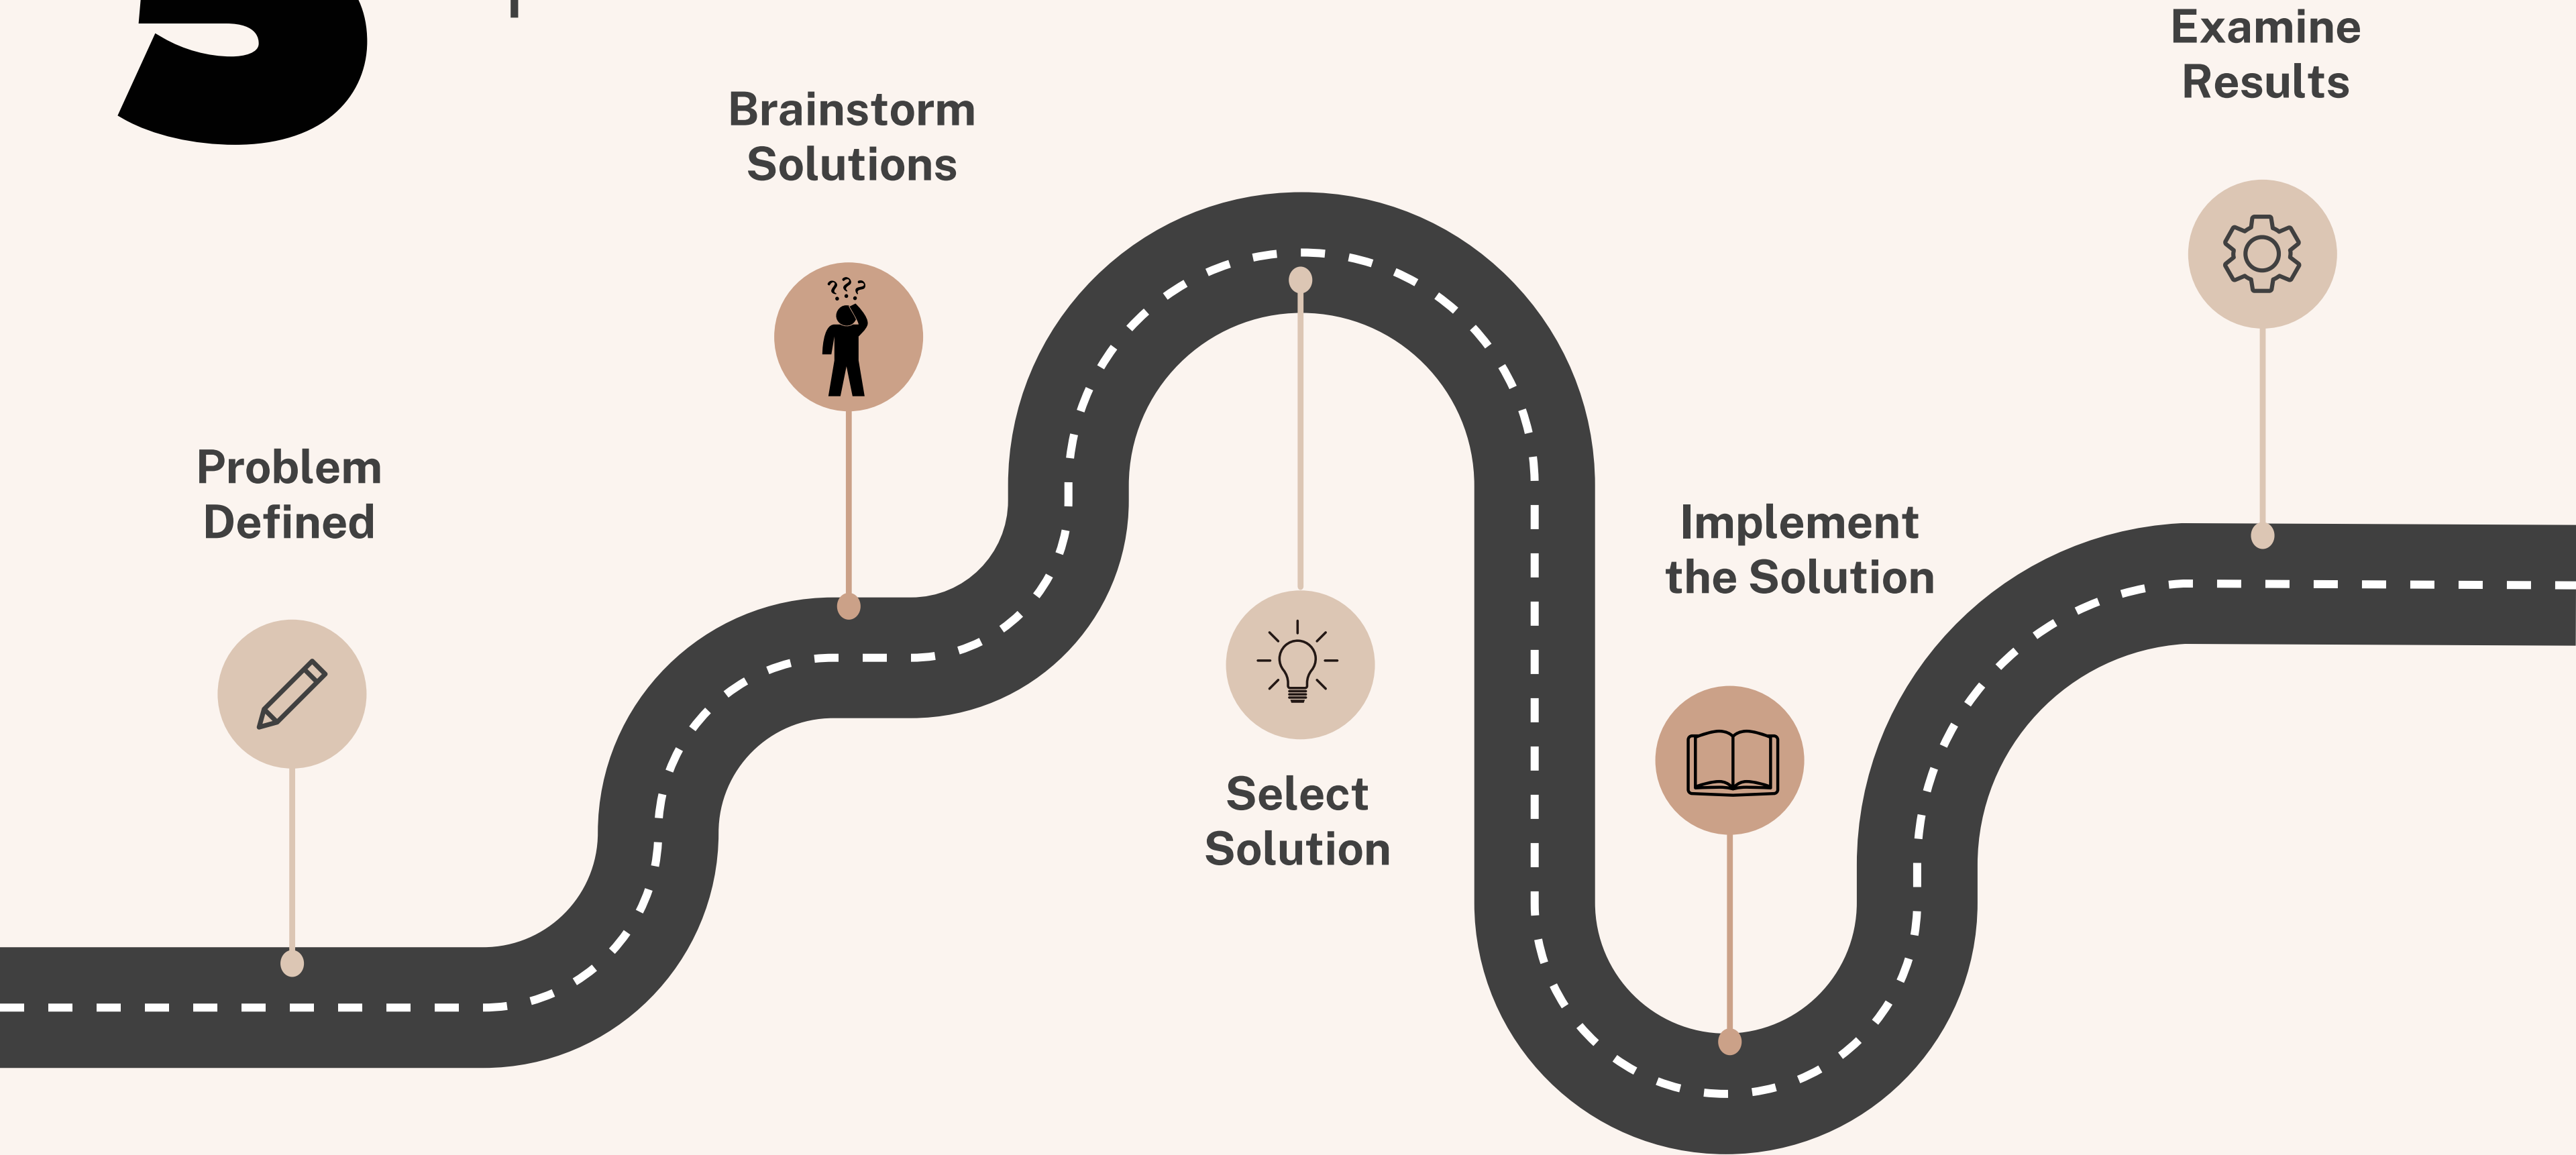 Problem
Defined
Brainstorm
Solutions
Select
Solution
Implement
the Solution
Examine
Results